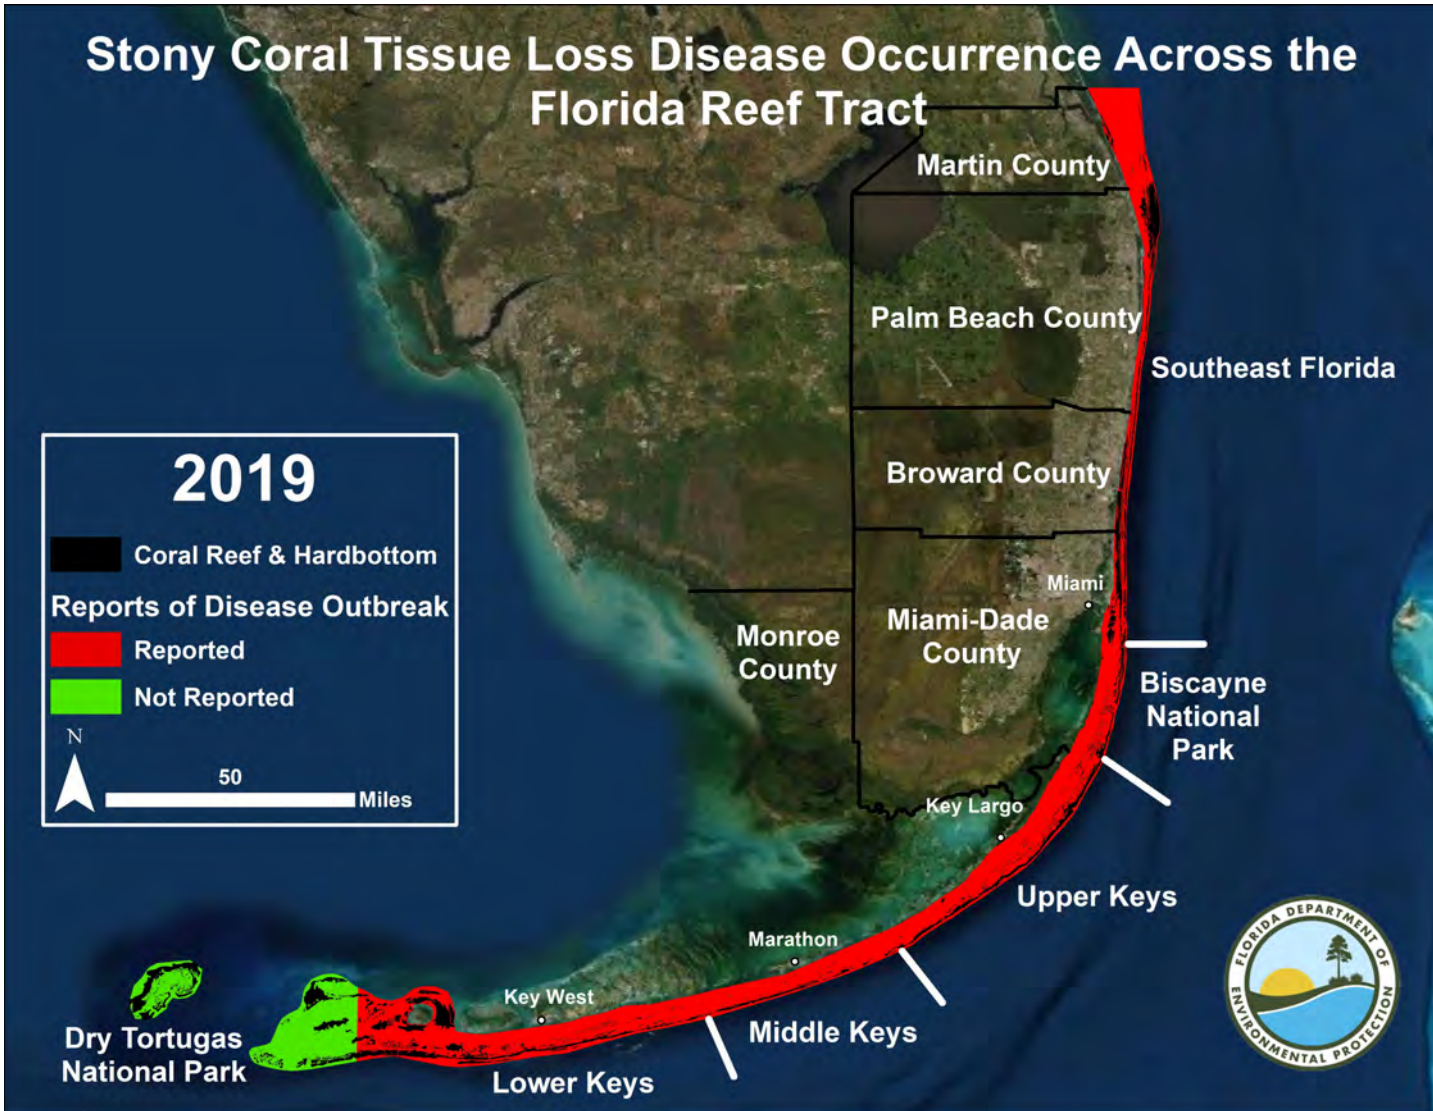 Stony Coral Tissue Loss Disease Occurrence Across the
Florida Reef Tract
Martin County
Palm Beach County
Southeast Florida
Broward County
Miami
Miami-Dade
County
Monroe
County
Biscayne
National
Park
Key Largo
Upper Keys
Marathon
Middle Keys
Key West
Lower Keys
Dry Tortugas
National Park
2019
Coral Reef & Hardbottom
Reports of Disease Outbreak
Reported
Not Reported
N
50
Miles
FLORIDA DEPARTMENT OF
ENVIRONMENTAL PROTECTION